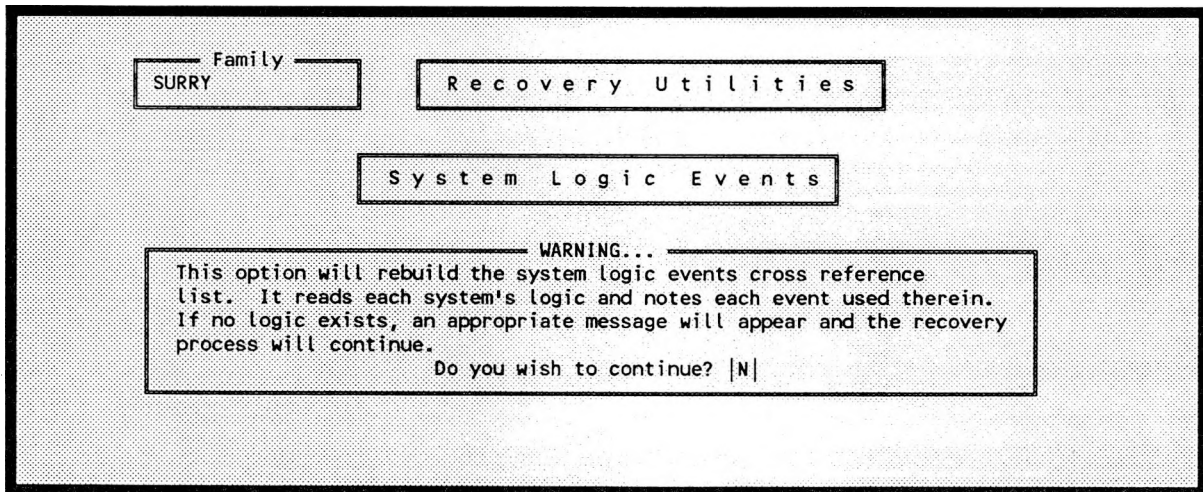 Family
SURRY
Recovery Utilities
System Logic Events
WARNING...
This option will rebuild the system logic events cross reference
list. It reads each system's logic and notes each event used therein.
If no logic exists, an appropriate message will appear and the recovery
process will continue.
Do you wish to continue? |N|